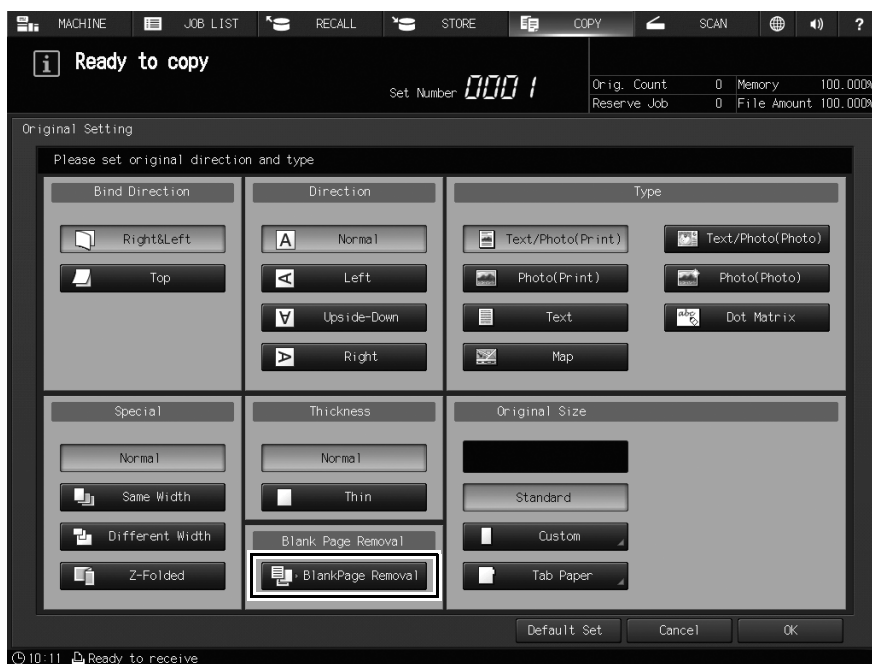 MACHINE JOB LIST RECALL STORE COPY SCAN ?
i Ready to copy
Set Number 0001
Orig. Count 0 Memory 100.000%
Reserve Job 0 File Amount 100.000%
Original Setting
Please set original direction and type
Bind Direction
Right&Left
Top
Direction
A Normal
A Left
A Upside-Down
A Right
Type
Text/Photo(Print)
Text/Photo(Photo)
Photo(Print)
Photo(Photo)
Text
abc Dot Matrix
Map
Special
Normal
Same Width
Different Width
Z-Folded
Thickness
Normal
Thin
Blank Page Removal
BlankPage Removal
Original Size
Standard
Custom
Tab Paper
Default Set Cancel OK
10:11 Ready to receive